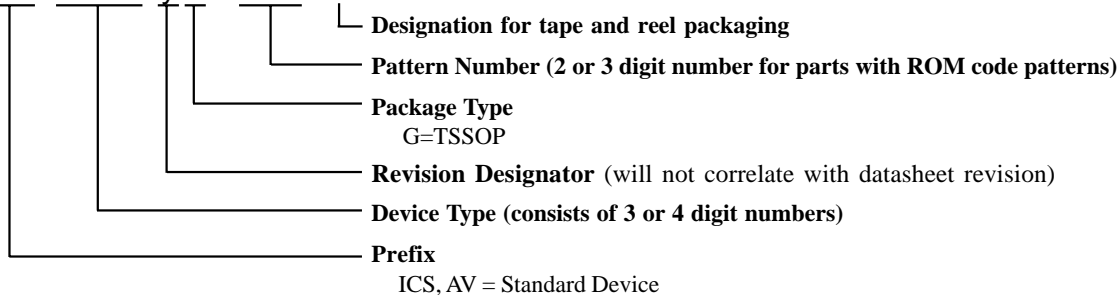 Designation for tape and reel packaging
Pattern Number (2 or 3 digit number for parts with ROM code patterns)
Package Type
G=TSSOP
Revision Designator (will not correlate with datasheet revision)
Device Type (consists of 3 or 4 digit numbers)
Prefix
ICS, AV = Standard Device